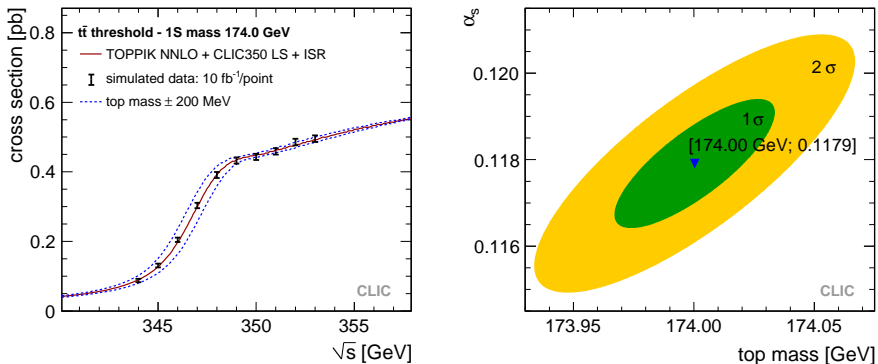 tt̄ threshold - 1S mass 174.0 GeV
TOPPIK NNLO + CLIC350 LS + ISR
simulated data: 10 fb⁻¹/point
top mass ± 200 MeV
cross section [pb]
0.8
0.6
0.4
0.2
0
345
350
355
√s [GeV]
CLIC
αs
0.120
0.118
0.116
2 σ
1σ
[174.00 GeV; 0.1179]
CLIC
173.95
174.00
174.05
top mass [GeV]